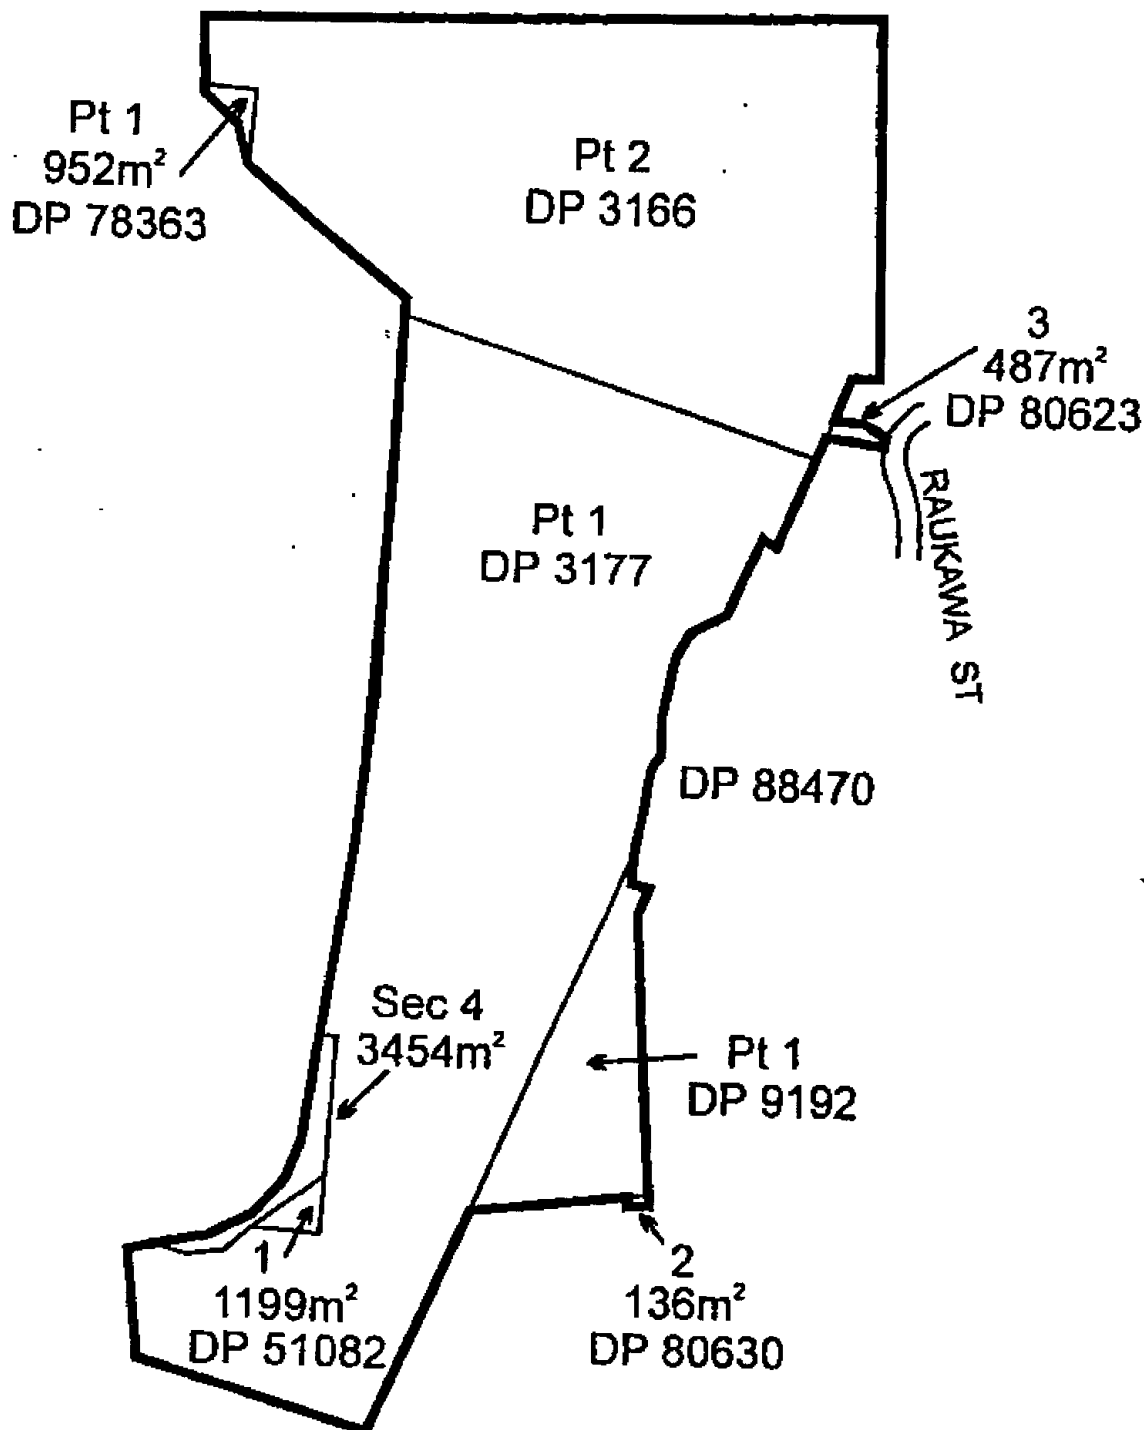 Pt 1
952m²
DP 78363
Pt 2
DP 3166
3
487m²
DP 80623
RAUKAWA ST
Pt 1
DP 3177
DP 88470
Sec 4
3454m²
Pt 1
DP 9192
1
1199m²
DP 51082
2
136m²
DP 80630